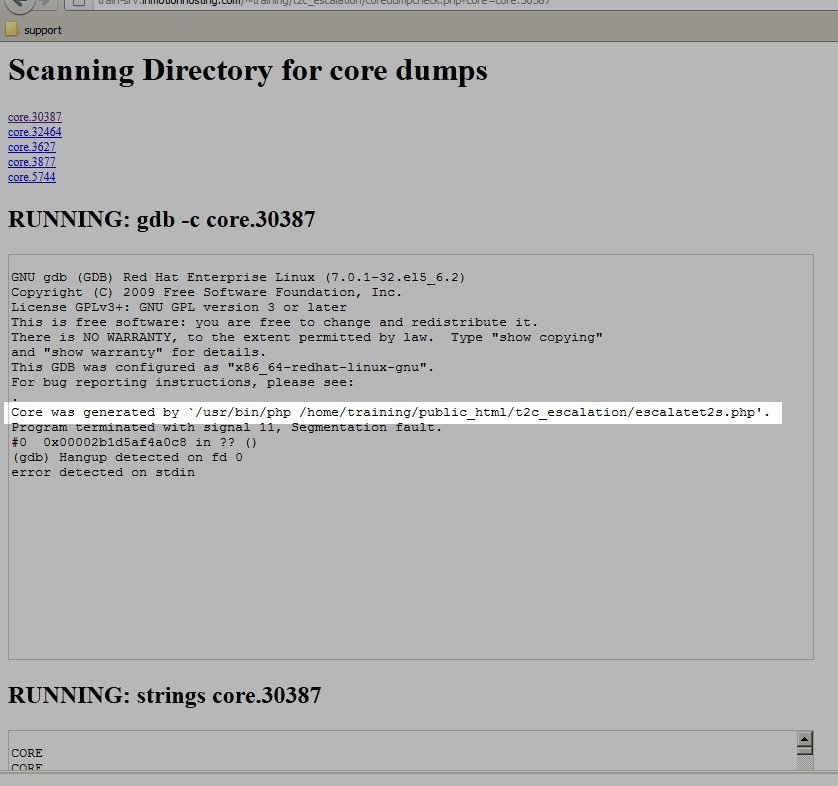 train-srv.inmotionhosting.com/~training/t2c_escalation/coredumpcheck.php?core=core.30387
support
Scanning Directory for core dumps
core.30387
core.32464
core.3627
core.3877
core.5744
RUNNING: gdb -c core.30387
GNU gdb (GDB) Red Hat Enterprise Linux (7.0.1-32.el5_6.2)
Copyright (C) 2009 Free Software Foundation, Inc.
License GPLv3+: GNU GPL version 3 or later
This is free software: you are free to change and redistribute it.
There is NO WARRANTY, to the extent permitted by law.  Type "show copying"
and "show warranty" for details.
This GDB was configured as "x86_64-redhat-linux-gnu".
For bug reporting instructions, please see:
.
Core was generated by `/usr/bin/php /home/training/public_html/t2c_escalation/escalatet2s.php'.
Program terminated with signal 11, Segmentation fault.
#0  0x00002b1d5af4a0c8 in ?? ()
(gdb) Hangup detected on fd 0
error detected on stdin
RUNNING: strings core.30387
CORE
CORE